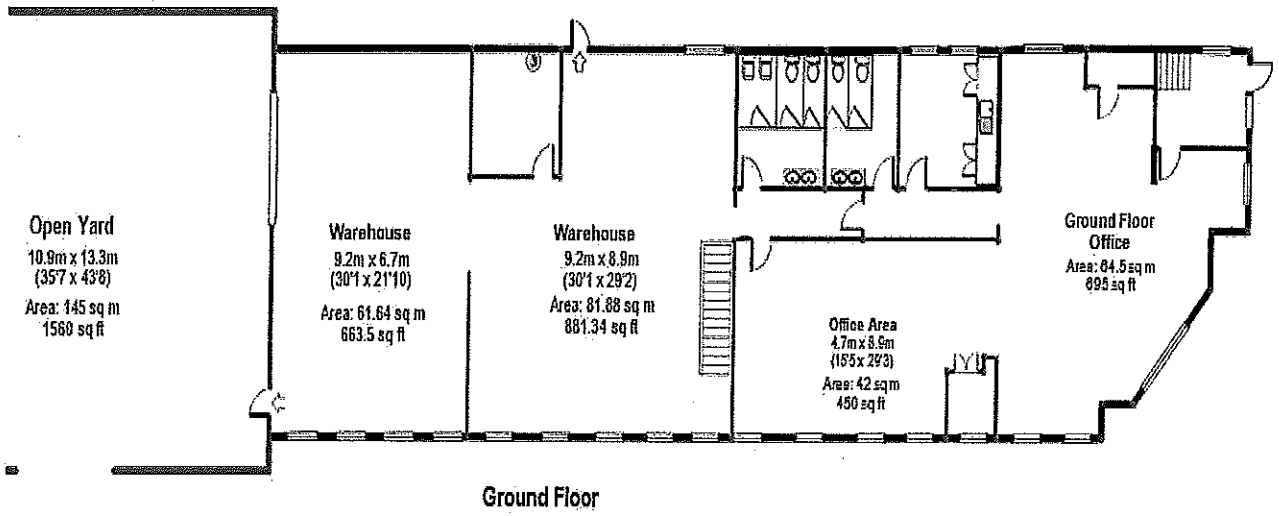 Open Yard
10.9m x 13.3m
(35'7 x 43'8)
Area: 145 sq m
1560 sq ft
Warehouse
9.2m x 6.7m
(30'1 x 21'10)
Area: 61.64 sq m
663.5 sq ft
Warehouse
9.2m x 8.9m
(30'1 x 29'2)
Area: 81.88 sq m
881.34 sq ft
Office Area
4.7m x 8.9m
(15'5 x 29'3)
Area: 42 sq m
450 sq ft
Ground Floor
Office
Area: 64.5 sq m
695 sq ft
Ground Floor